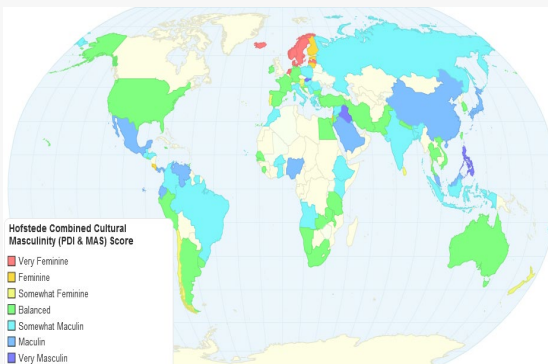 Hofstede Combined Cultural
Masculinity (PDI & MAS) Score
Very Feminine
Feminine
Somewhat Feminine
Balanced
Somewhat Maculin
Maculin
Very Masculin